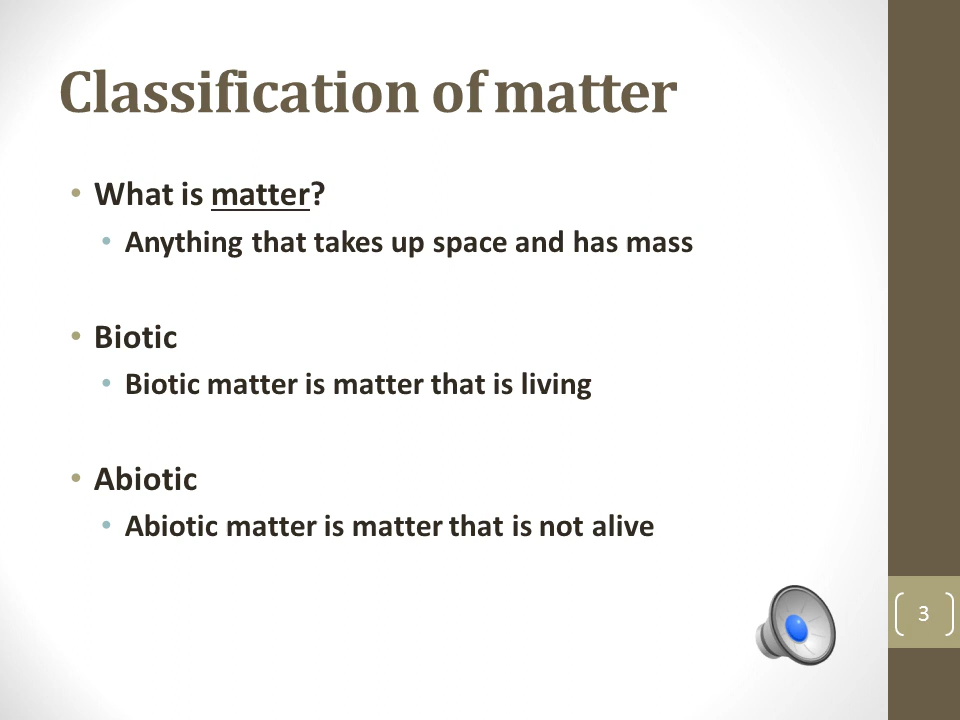 Classification of matter
• What is matter?
• Anything that takes up space and has mass
• Biotic
• Biotic matter is matter that is living
• Abiotic
• Abiotic matter is matter that is not alive
3